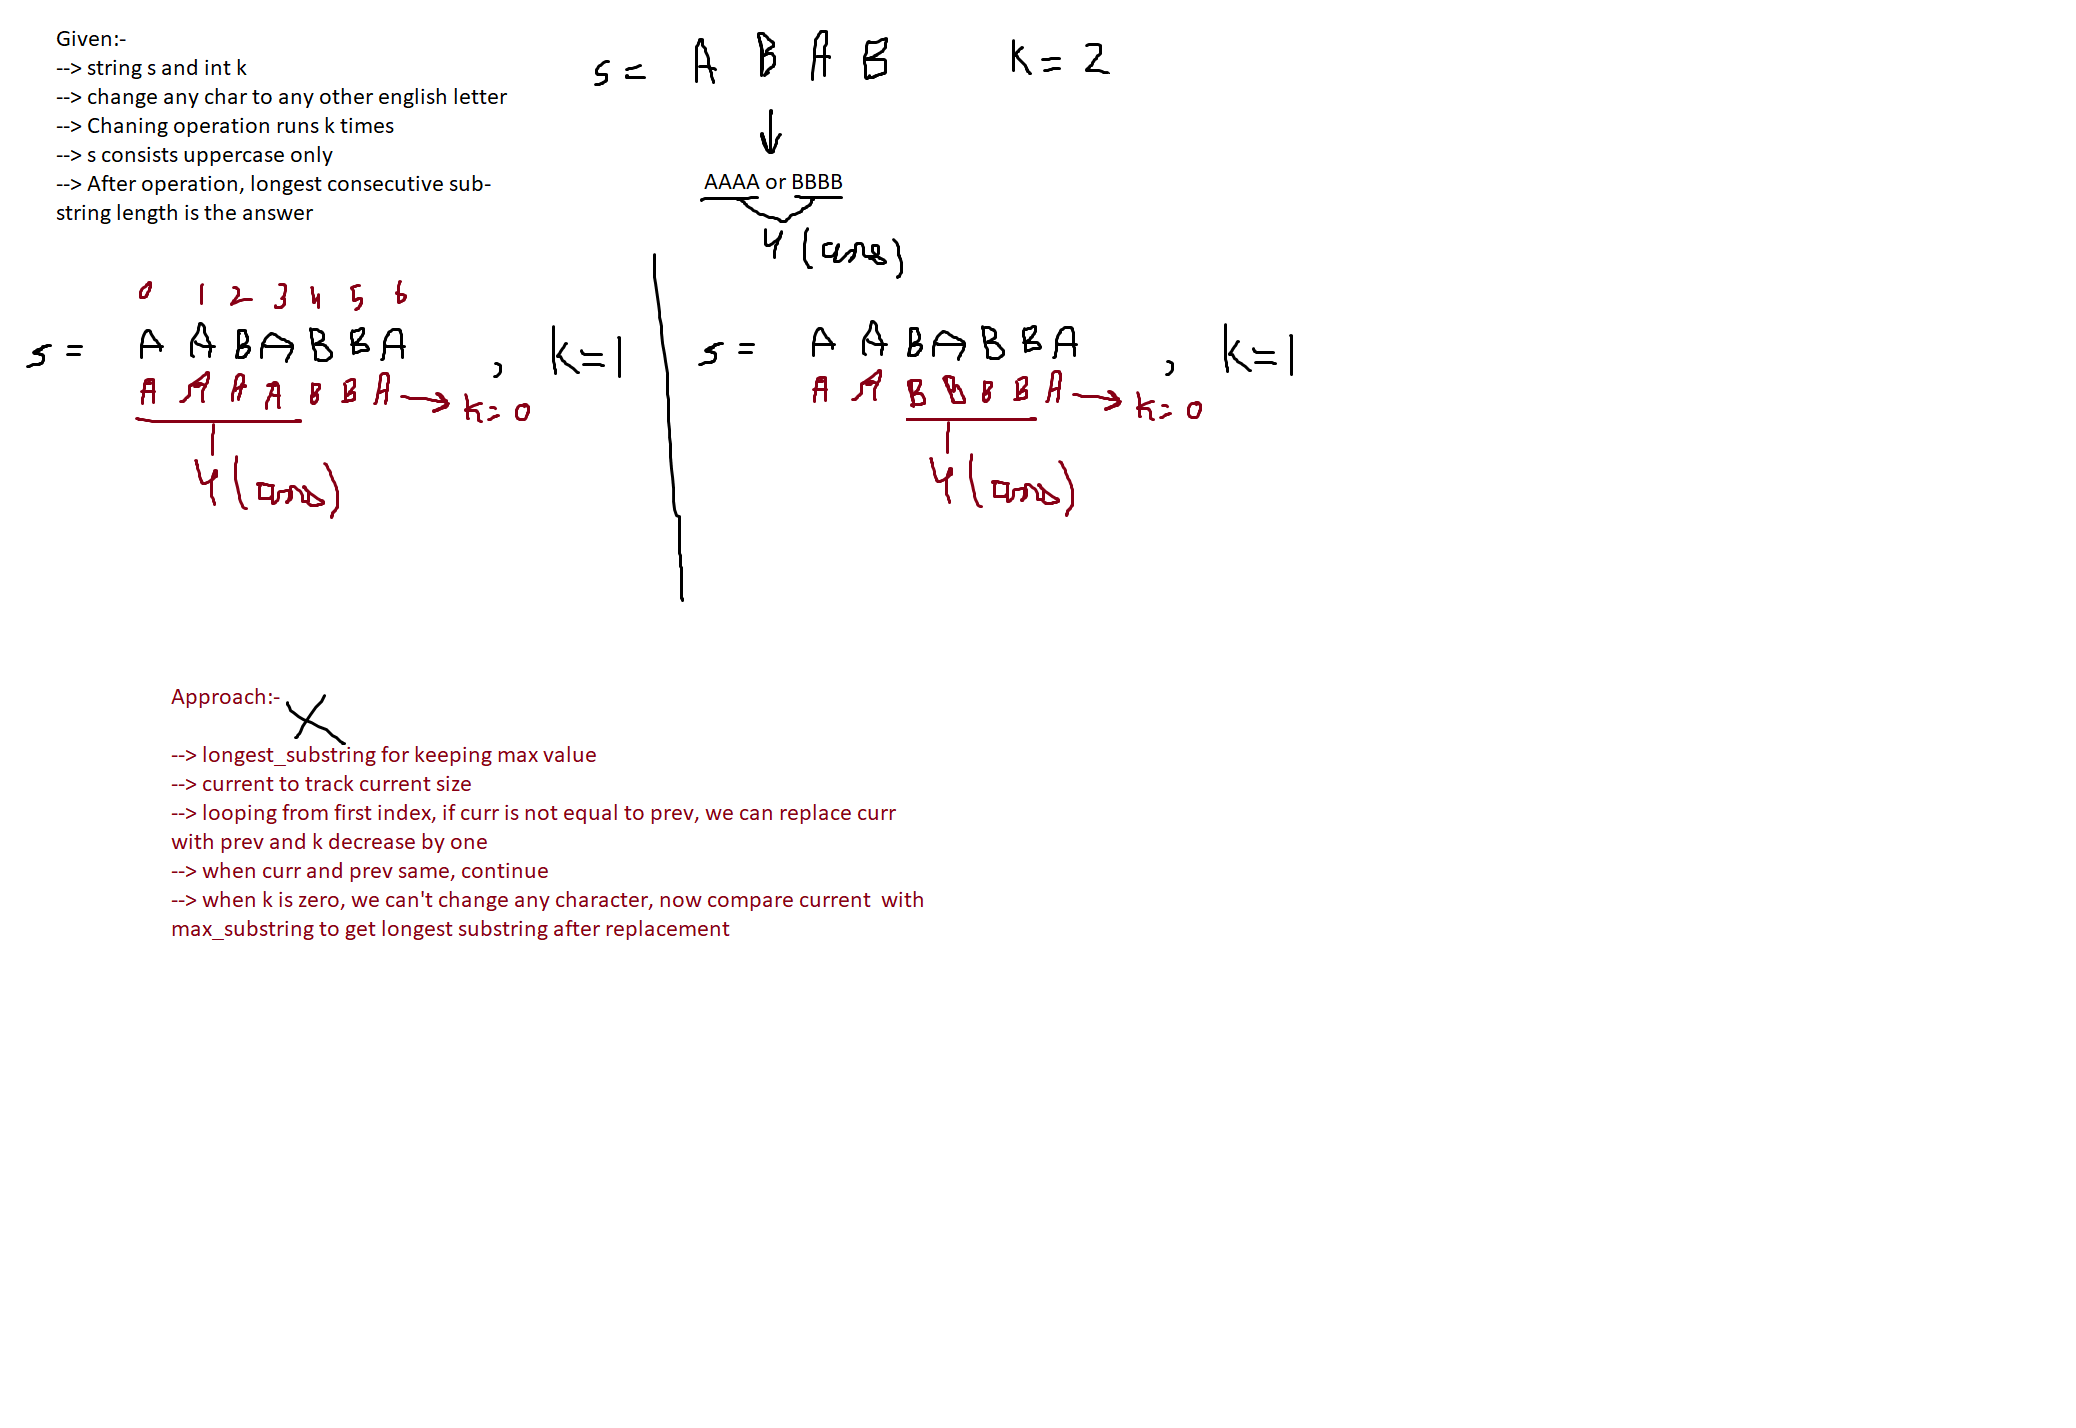 Given:-
--> string s and int k
--> change any char to any other english letter
--> Chaning operation runs k times
--> s consists uppercase only
--> After operation, longest consecutive sub-
string length is the answer
s = A B A B K = 2
AAAA or BBBB
4 (ans)
0 1 2 3 4 5 6
s = A A B A B B A , k=1
A A A A B B A → k= 0
4 (ans)
s = A A B A B B A , k=1
A A B B B B A → k= 0
4 (ans)
Approach:-
--> longest_substring for keeping max value
--> current to track current size
--> looping from first index, if curr is not equal to prev, we can replace curr
with prev and k decrease by one
--> when curr and prev same, continue
--> when k is zero, we can't change any character, now compare current  with
max_substring to get longest substring after replacement